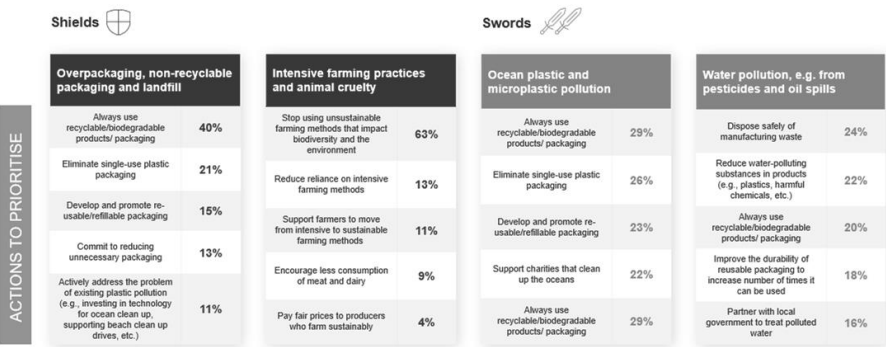 Shields
Swords
ACTIONS TO PRIORITISE
Overpackaging, non-recyclable
packaging and landfill
Always use
recyclable/biodegradable
products/ packaging
40%
Eliminate single-use plastic
packaging
21%
Develop and promote re-
usable/refillable packaging
15%
Commit to reducing
unnecessary packaging
13%
Actively address the problem
of existing plastic pollution
(e.g., investing in technology
for ocean clean up,
supporting beach clean up
drives, etc.)
11%
Intensive farming practices
and animal cruelty
Stop using unsustainable
farming methods that impact
biodiversity and the
environment
63%
Reduce reliance on intensive
farming methods
13%
Support farmers to move
from intensive to sustainable
farming methods
11%
Encourage less consumption
of meat and dairy
9%
Pay fair prices to producers
who farm sustainably
4%
Ocean plastic and
microplastic pollution
Always use
recyclable/biodegradable
products/ packaging
29%
Eliminate single-use plastic
packaging
26%
Develop and promote re-
usable/refillable packaging
23%
Support charities that clean
up the oceans
22%
Always use
recyclable/biodegradable
products/ packaging
29%
Water pollution, e.g. from
pesticides and oil spills
Dispose safely of
manufacturing waste
24%
Reduce water-polluting
substances in products
(e.g., plastics, harmful
chemicals, etc.)
22%
Always use
recyclable/biodegradable
products/ packaging
20%
Improve the durability of
reusable packaging to
increase number of times it
can be used
18%
Partner with local
government to treat polluted
water
16%